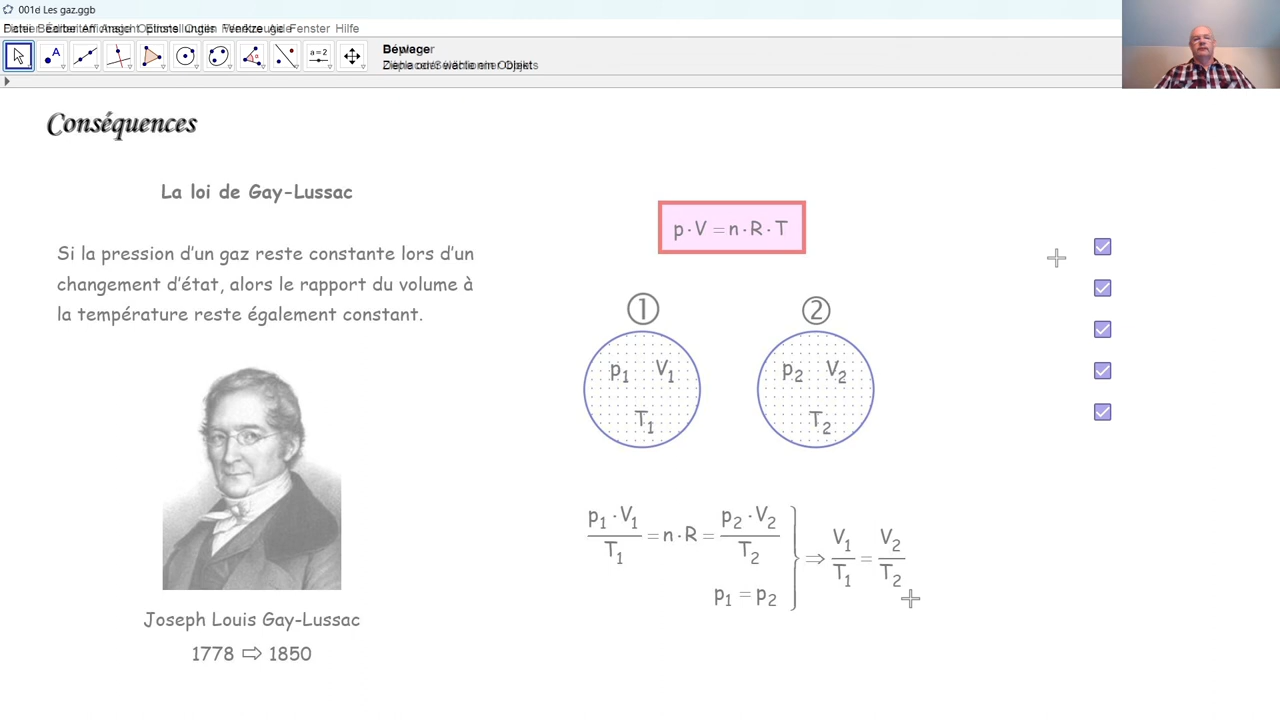 001d Les gaz.ggb
Fenster Hilfe
a=2
Conséquences
La loi de Gay-Lussac
Si la pression d'un gaz reste constante lors d'un
changement d'état, alors le rapport du volume à
la température reste également constant.
Joseph Louis Gay-Lussac
1778 ⇨ 1850
p·V = n·R·T
① ②
p₁ V₁ p₂ V₂
T₁ T₂
p₁·V₁/T₁ = n·R = p₂·V₂/T₂
p₁ = p₂
⇒ V₁/T₁ = V₂/T₂